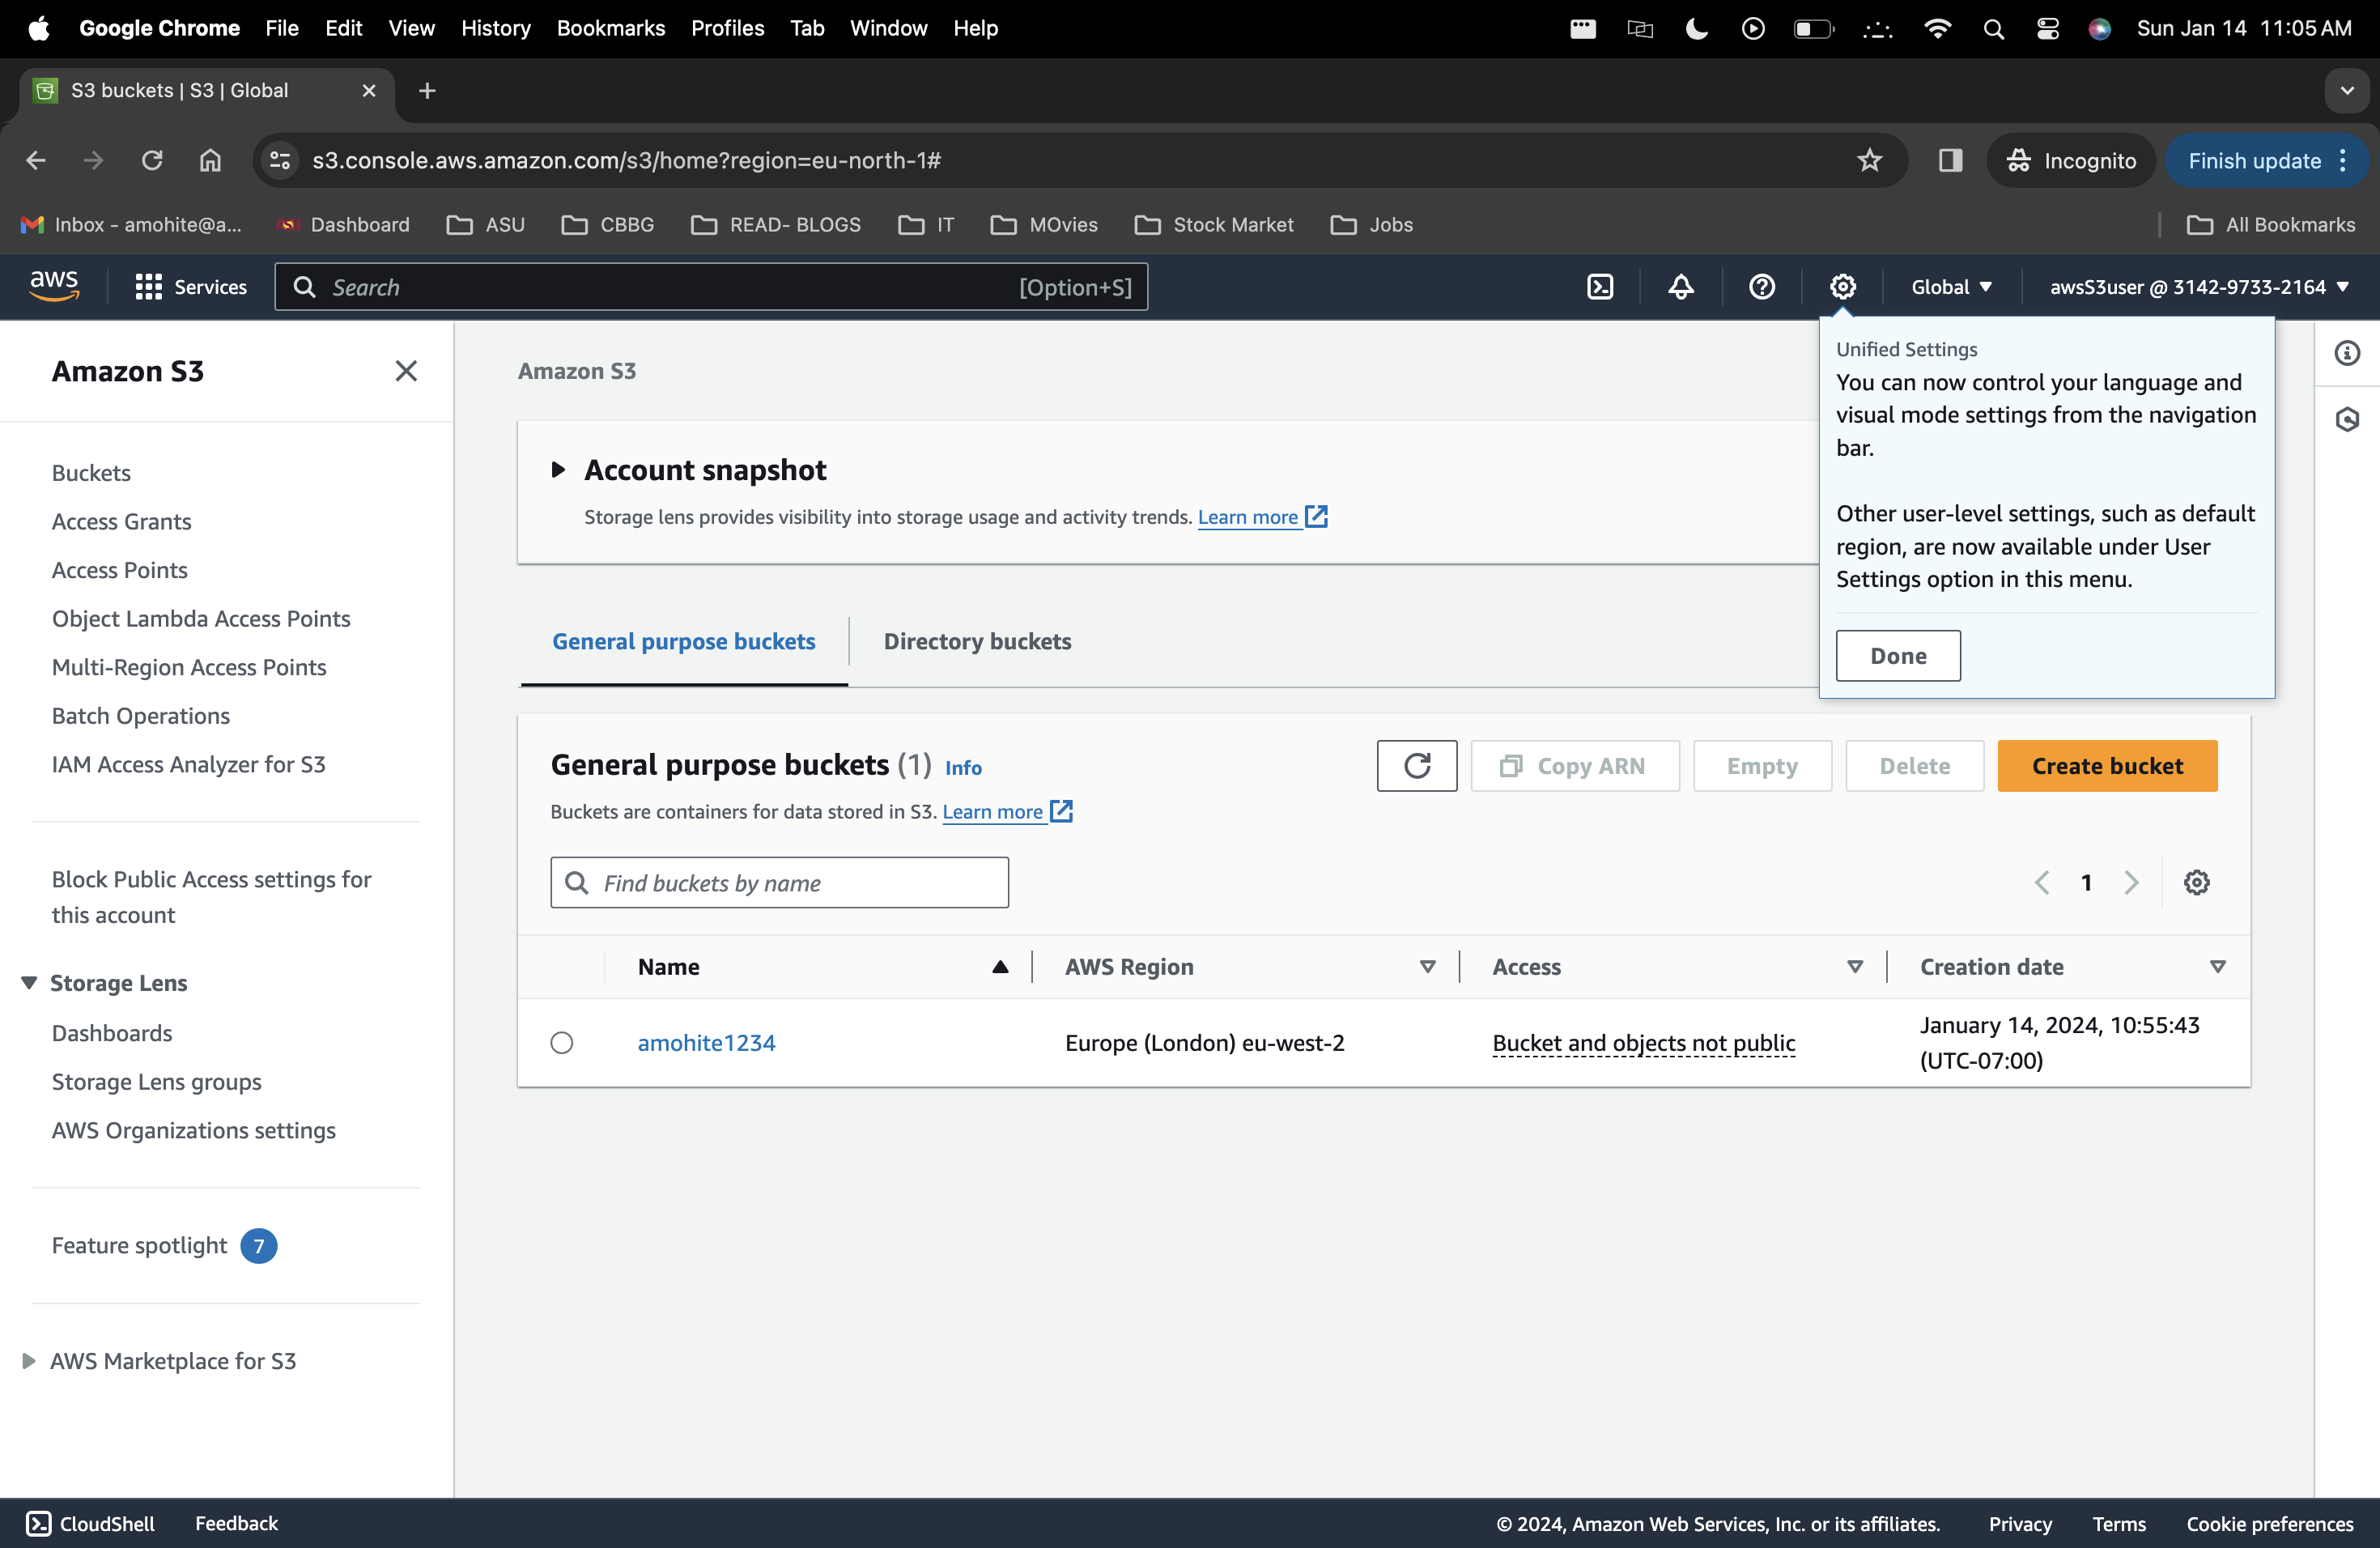 Google Chrome File Edit View History Bookmarks Profiles Tab Window Help Sun Jan 14 11:05 AM
S3 buckets | S3 | Global
s3.console.aws.amazon.com/s3/home?region=eu-north-1# Incognito Finish update
Inbox - amohite@a... Dashboard ASU CBBG READ- BLOGS IT MOvies Stock Market Jobs All Bookmarks
aws Services Search [Option+S] Global awsS3user @ 3142-9733-2164
Amazon S3
Buckets
Access Grants
Access Points
Object Lambda Access Points
Multi-Region Access Points
Batch Operations
IAM Access Analyzer for S3
Block Public Access settings for
this account
Storage Lens
Dashboards
Storage Lens groups
AWS Organizations settings
Feature spotlight 7
AWS Marketplace for S3
Amazon S3
Account snapshot
Storage lens provides visibility into storage usage and activity trends. Learn more
Unified Settings
You can now control your language and
visual mode settings from the navigation
bar.
Other user-level settings, such as default
region, are now available under User
Settings option in this menu.
Done
General purpose buckets Directory buckets
General purpose buckets (1) Info
Copy ARN Empty Delete Create bucket
Buckets are containers for data stored in S3. Learn more
Find buckets by name
1
Name AWS Region Access Creation date
amohite1234 Europe (London) eu-west-2 Bucket and objects not public January 14, 2024, 10:55:43
(UTC-07:00)
CloudShell Feedback © 2024, Amazon Web Services, Inc. or its affiliates. Privacy Terms Cookie preferences